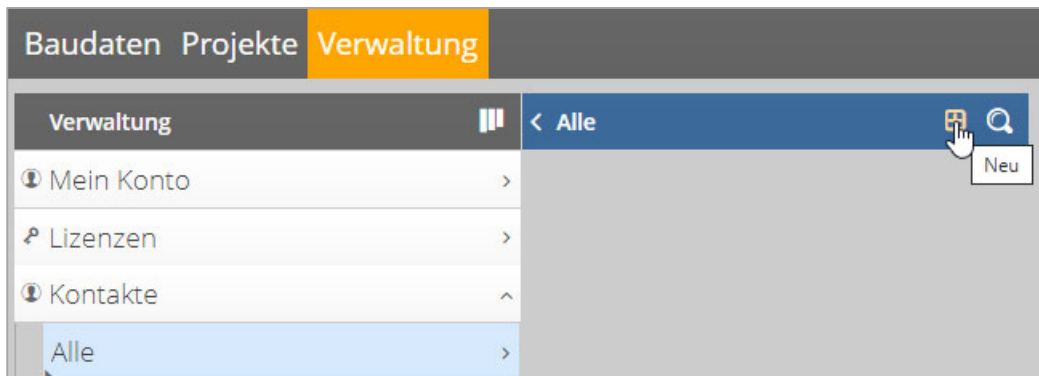 Baudaten Projekte Verwaltung
Verwaltung
< Alle
Neu
Mein Konto
Lizenzen
Kontakte
Alle